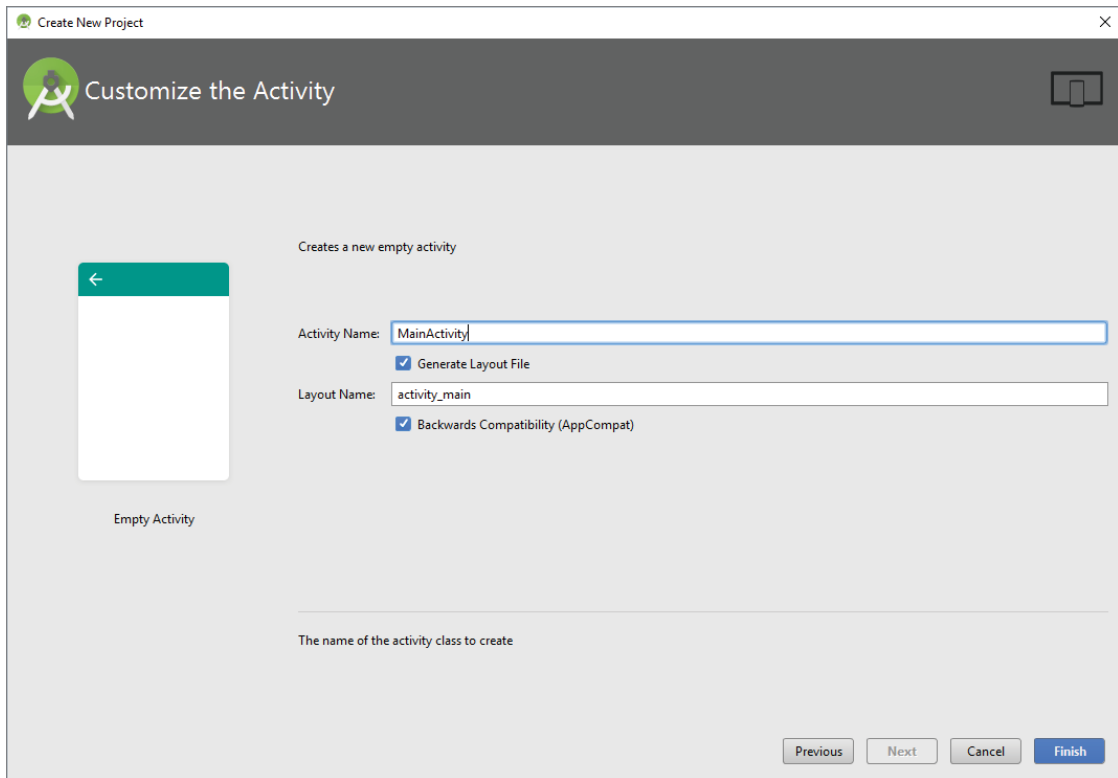 Create New Project
Customize the Activity
Creates a new empty activity
Activity Name: MainActivity
Generate Layout File
Layout Name: activity_main
Backwards Compatibility (AppCompat)
Empty Activity
The name of the activity class to create
Previous Next Cancel Finish